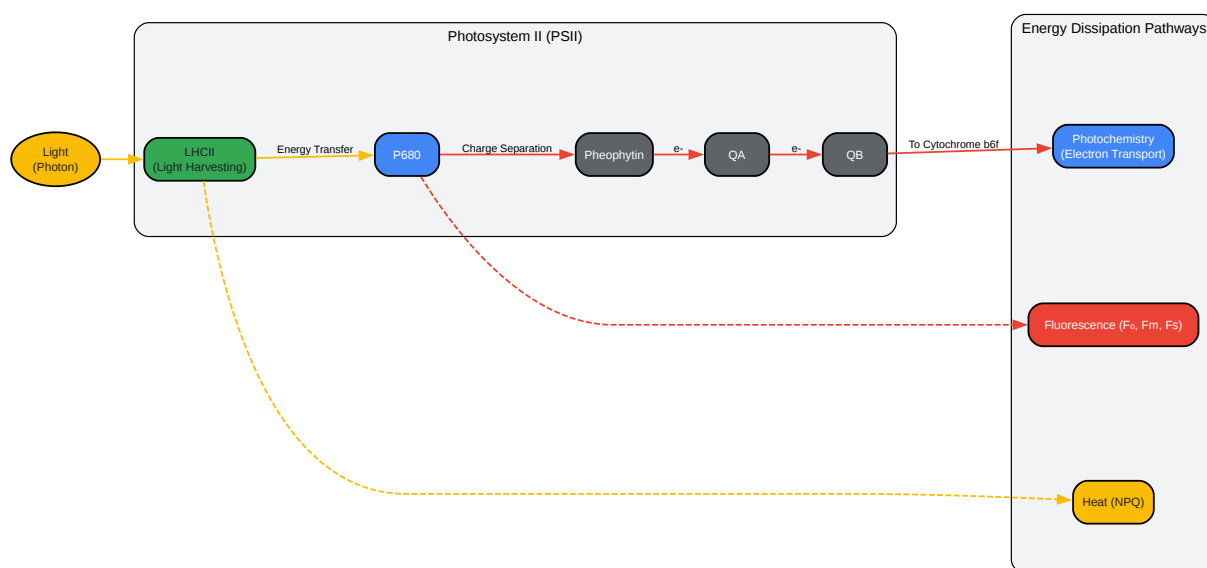 Photosystem II (PSII)
Energy Dissipation Pathways
Light
(Photon)
LHCII
(Light Harvesting)
Energy Transfer
P680
Charge Separation
Pheophytin
e-
QA
e-
QB
To Cytochrome b6f
Photochemistry
(Electron Transport)
Fluorescence (F₀, Fm, Fs)
Heat (NPQ)